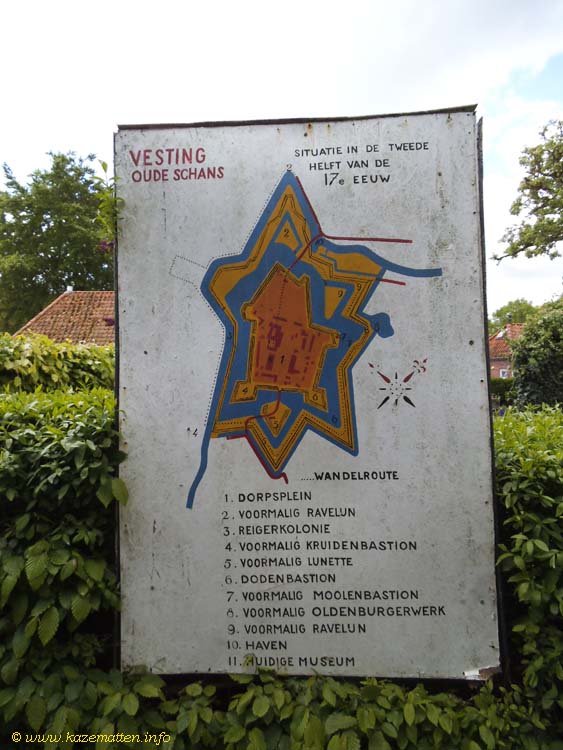 VESTING
OUDE SCHANS
SITUATIE IN DE TWEEDE
HELFT VAN DE
17e EEUW
.....WANDELROUTE
1. DORPSPLEIN
2. VOORMALIG RAVELIJN
3. REIGERKOLONIE
4. VOORMALIG KRUIDENBASTION
5. VOORMALIG LUNETTE
6. DODENBASTION
7. VOORMALIG MOOLENBASTION
8. VOORMALIG OLDENBURGERWERK
9. VOORMALIG RAVELIJN
10. HAVEN
11. HUIDIGE MUSEUM
© www.kazematten.info